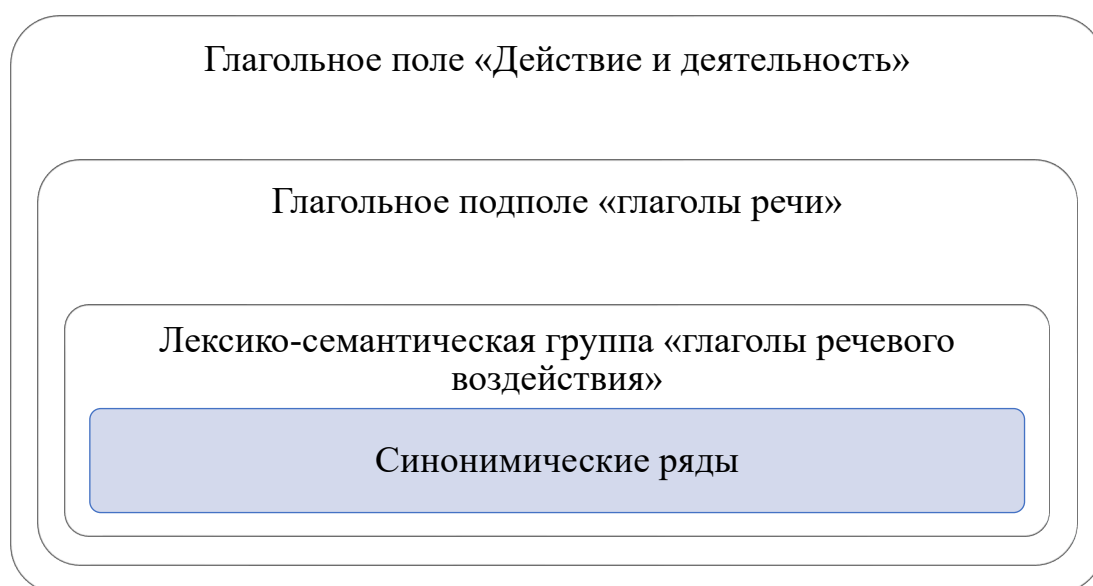 Глагольное поле «Действие и деятельность»
Глагольное подполе «глаголы речи»
Лексико-семантическая группа «глаголы речевого
воздействия»
Синонимические ряды